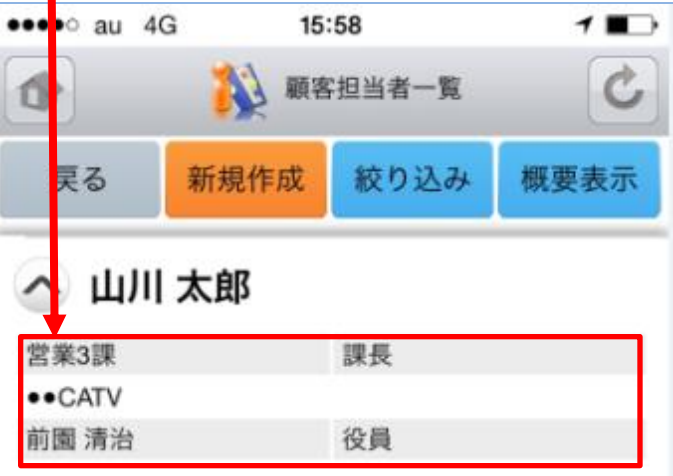 ●●●●○ au 4G 15:58
顧客担当者一覧
戻る 新規作成 絞り込み 概要表示
山川 太郎
営業3課 課長
●●CATV
前園 清治 役員